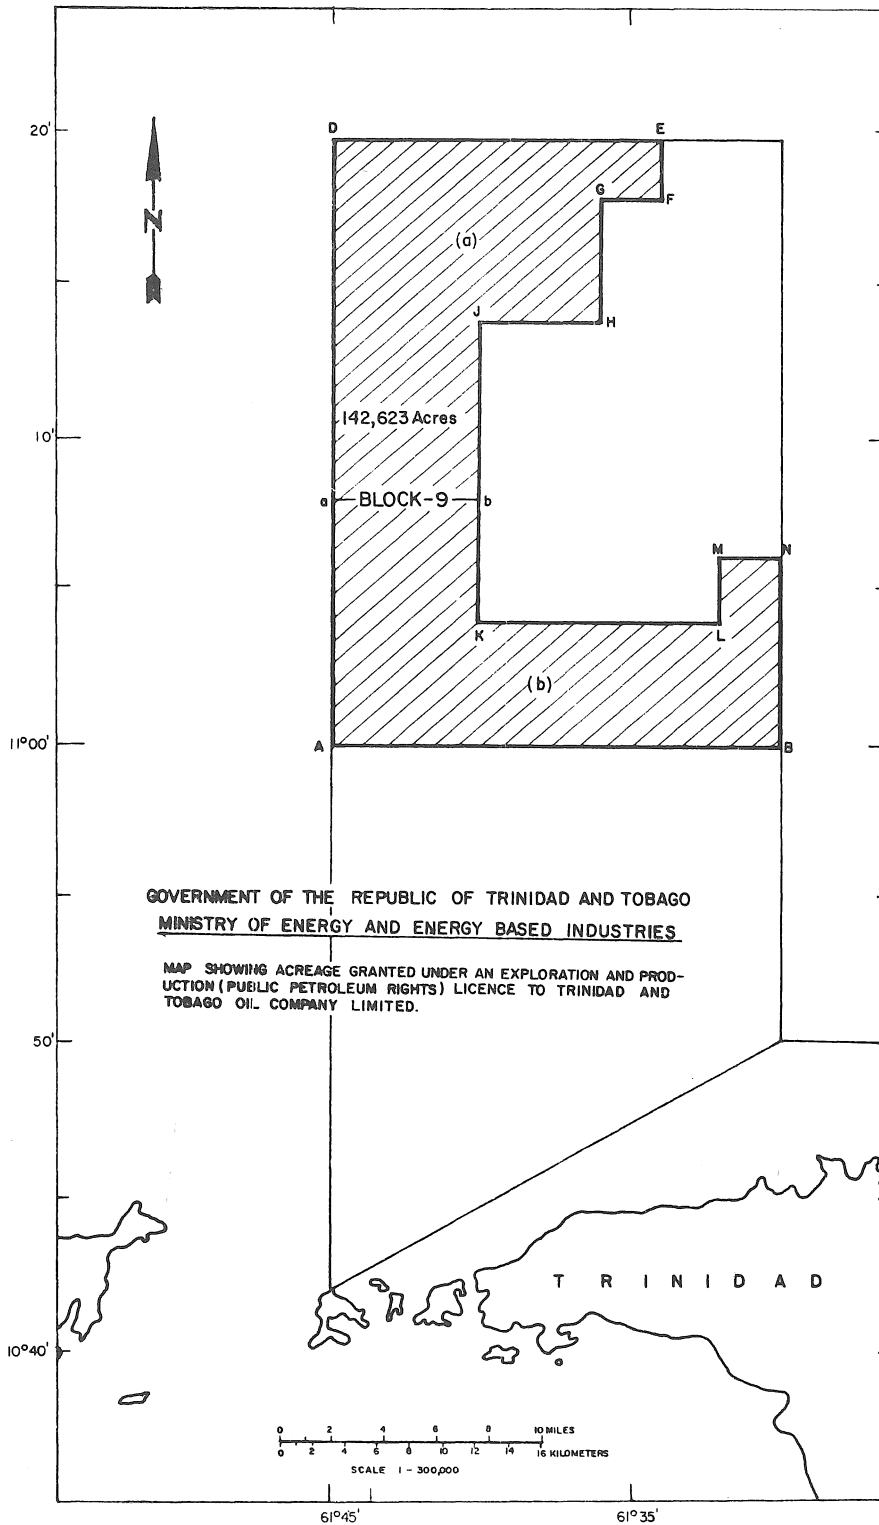 20'
D
E
N
G
F
(a)
J
H
142,623 Acres
10'
a
BLOCK-9
b
M
N
K
L
(b)
11°00'
A
B
GOVERNMENT OF THE REPUBLIC OF TRINIDAD AND TOBAGO
MINISTRY OF ENERGY AND ENERGY BASED INDUSTRIES
MAP SHOWING ACREAGE GRANTED UNDER AN EXPLORATION AND PROD-
UCTION (PUBLIC PETROLEUM RIGHTS) LICENCE TO TRINIDAD AND
TOBAGO OIL COMPANY LIMITED.
50'
TRINIDAD
10°40'
0 2 4 6 8 10 MILES
0 2 4 6 8 10 12 14 16 KILOMETERS
SCALE 1 - 300,000
61°45'
61°35'